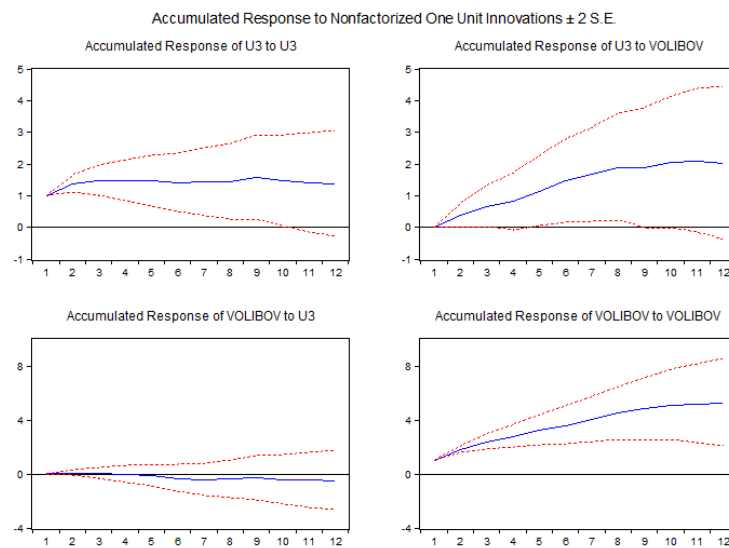 Accumulated Response to Nonfactorized One Unit Innovations ± 2 S.E.
Accumulated Response of U3 to U3
5
4
3
2
1
0
-1
1 2 3 4 5 6 7 8 9 10 11 12
Accumulated Response of U3 to VOLIBOV
5
4
3
2
1
0
-1
1 2 3 4 5 6 7 8 9 10 11 12
Accumulated Response of VOLIBOV to U3
8
4
0
-4
1 2 3 4 5 6 7 8 9 10 11 12
Accumulated Response of VOLIBOV to VOLIBOV
8
4
0
-4
1 2 3 4 5 6 7 8 9 10 11 12